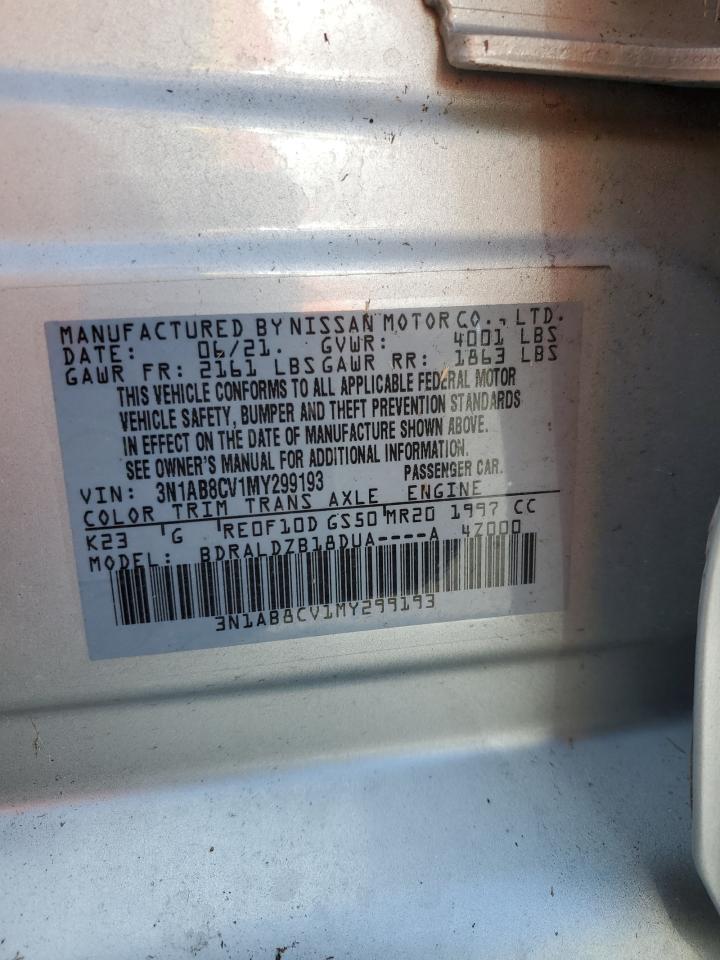 MANUFACTURED BY NISSAN MOTOR CO., LTD.
DATE: 06/21. GVWR: 4001 LBS
GAWR FR: 2161 LBS GAWR RR: 1863 LBS
THIS VEHICLE CONFORMS TO ALL APPLICABLE FEDERAL MOTOR
VEHICLE SAFETY, BUMPER AND THEFT PREVENTION STANDARDS
IN EFFECT ON THE DATE OF MANUFACTURE SHOWN ABOVE.
SEE OWNER'S MANUAL FOR ADDITIONAL INFORMATION.
VIN: 3N1AB8CV1MY299193 PASSENGER CAR.
COLOR TRIM TRANS AXLE ENGINE
K23 G RE0F10D GS50 MR20 1997 CC
MODEL: BDRALDZB18DUA----A 4Z000
3N1AB8CV1MY299193